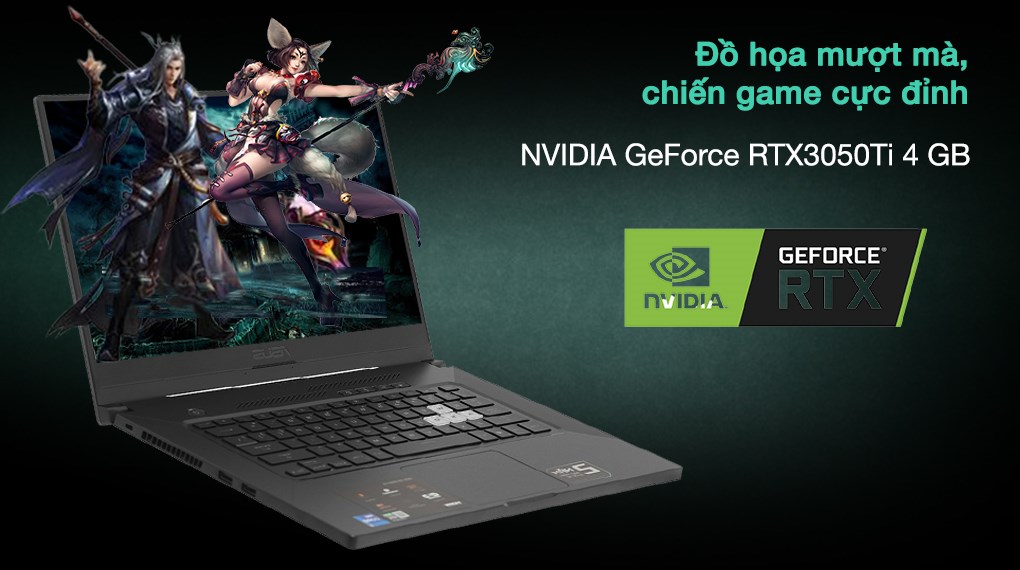 Đồ họa mượt mà,
chiến game cực đỉnh
NVIDIA GeForce RTX3050Ti 4 GB
NVIDIA
GEFORCE®
RTX